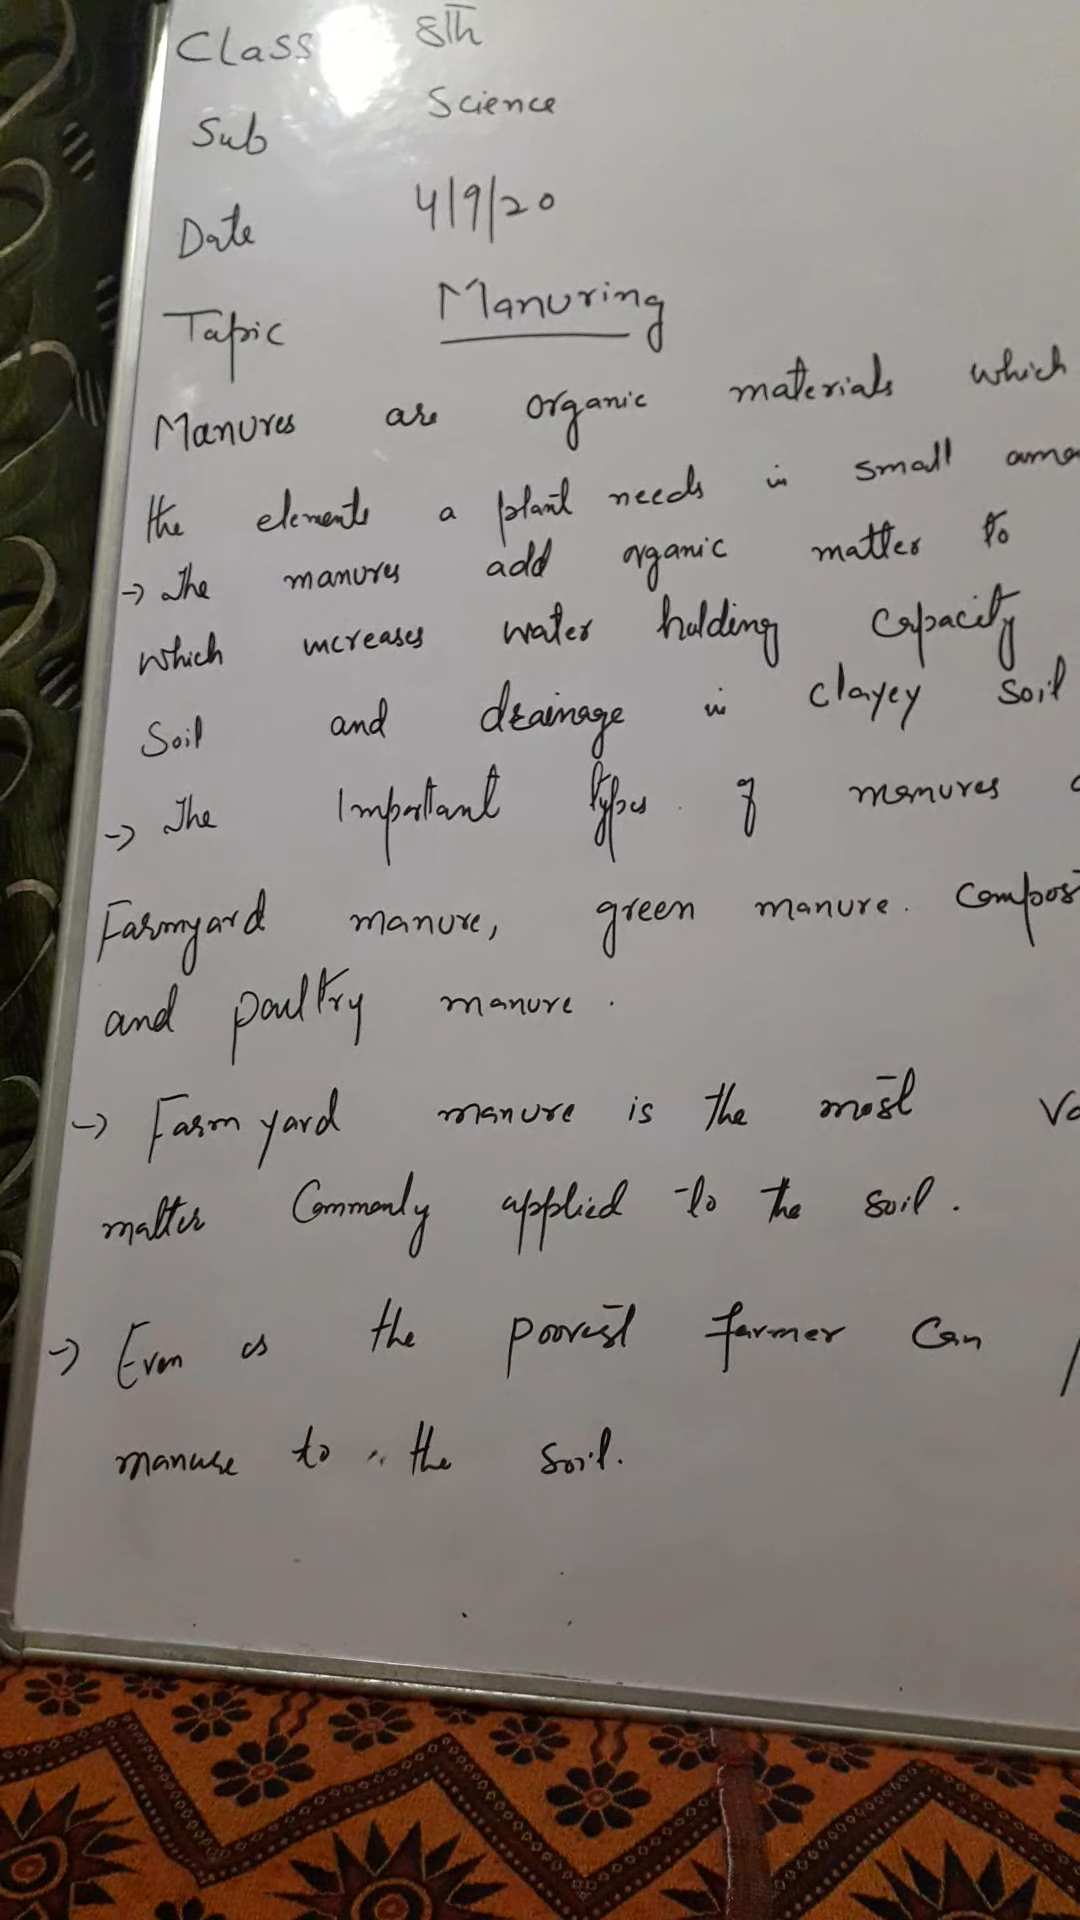 Class 8th
Sub Science
Date 4/9/20
Topic Manuring
Manures are organic materials which
the elements a plant needs in small
→ The manures add organic matter to
which increases water holding capacity
Soil and drainage in clayey soil
→ The Important types of manures
Farmyard manure, green manure.
and poultry manure.
→ Farm yard manure is the most
matter Commonly applied to the soil.
→ Even as the poorest farmer can
manure to the soil.